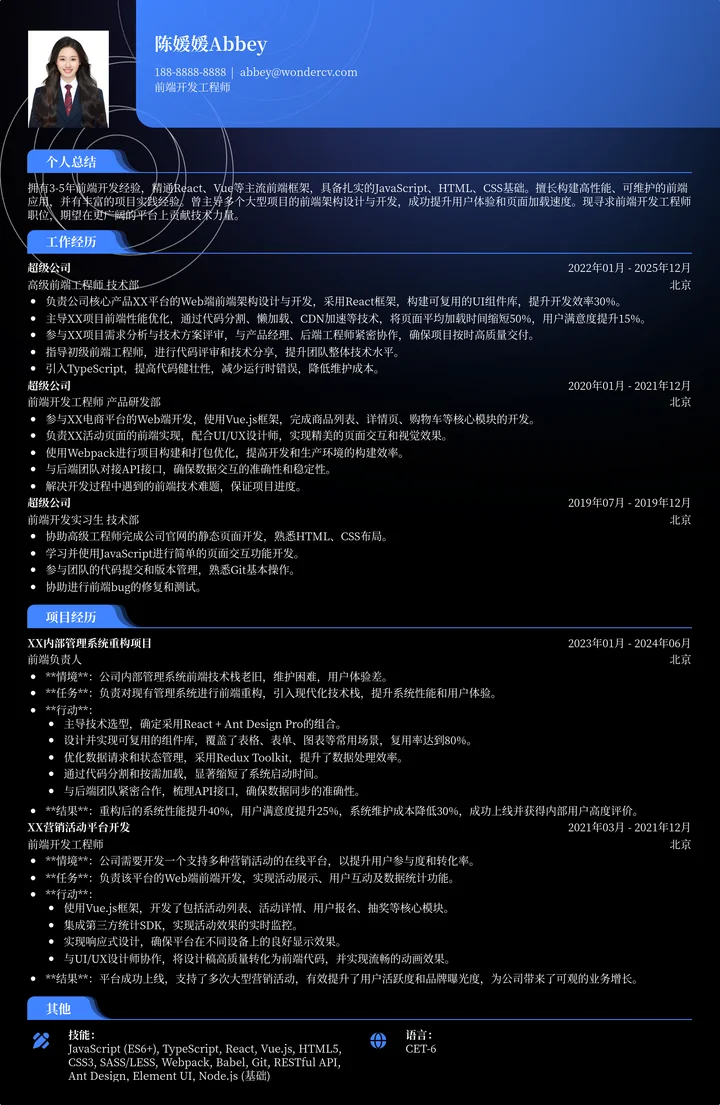 陈媛媛Abbey
188-8888-8888 | abbey@wondercv.com
前端开发工程师
个人总结
拥有3-5年前端开发经验，精通React、Vue等主流前端框架，具备扎实的JavaScript、HTML、CSS基础。擅长构建高性能、可维护的前端
应用，并有丰富的项目实践经验。曾主导多个大型项目的前端架构设计与开发，成功提升用户体验和页面加载速度。现寻求前端开发工程师
职位，期望在更广阔的平台上贡献技术力量。
工作经历
超级公司 2022年01月 - 2025年12月
高级前端工程师 技术部 北京
• 负责公司核心产品XX平台的Web端前端架构设计与开发，采用React框架，构建可复用的UI组件库，提升开发效率30%。
• 主导XX项目前端性能优化，通过代码分割、懒加载、CDN加速等技术，将页面平均加载时间缩短50%，用户满意度提升15%。
• 参与XX项目需求分析与技术方案评审，与产品经理、后端工程师紧密协作，确保项目按时高质量交付。
• 指导初级前端工程师，进行代码评审和技术分享，提升团队整体技术水平。
• 引入TypeScript，提高代码健壮性，减少运行时错误，降低维护成本。
超级公司 2020年01月 - 2021年12月
前端开发工程师 产品研发部 北京
• 参与XX电商平台的Web端开发，使用Vue.js框架，完成商品列表、详情页、购物车等核心模块的开发。
• 负责XX活动页面的前端实现，配合UI/UX设计师，实现精美的页面交互和视觉效果。
• 使用Webpack进行项目构建和打包优化，提高开发和生产环境的构建效率。
• 与后端团队对接API接口，确保数据交互的准确性和稳定性。
• 解决开发过程中遇到的前端技术难题，保证项目进度。
超级公司 2019年07月 - 2019年12月
前端开发实习生 技术部 北京
• 协助高级工程师完成公司官网的静态页面开发，熟悉HTML、CSS布局。
• 学习并使用JavaScript进行简单的页面交互功能开发。
• 参与团队的代码提交和版本管理，熟悉Git基本操作。
• 协助进行前端bug的修复和测试。
项目经历
XX内部管理系统重构项目 2023年01月 - 2024年06月
前端负责人 北京
• **情境**：公司内部管理系统前端技术栈老旧，维护困难，用户体验差。
• **任务**：负责对现有管理系统进行前端重构，引入现代化技术栈，提升系统性能和用户体验。
• **行动**：
• 主导技术选型，确定采用React + Ant Design Pro的组合。
• 设计并实现可复用的组件库，覆盖了表格、表单、图表等常用场景，复用率达到80%。
• 优化数据请求和状态管理，采用Redux Toolkit，提升了数据处理效率。
• 通过代码分割和按需加载，显著缩短了系统启动时间。
• 与后端团队紧密合作，梳理API接口，确保数据同步的准确性。
• **结果**：重构后的系统性能提升40%，用户满意度提升25%，系统维护成本降低30%，成功上线并获得内部用户高度评价。
XX营销活动平台开发 2021年03月 - 2021年12月
前端开发工程师 北京
• **情境**：公司需要开发一个支持多种营销活动的在线平台，以提升用户参与度和转化率。
• **任务**：负责该平台的Web端前端开发，实现活动展示、用户互动及数据统计功能。
• **行动**：
• 使用Vue.js框架，开发了包括活动列表、活动详情、用户报名、抽奖等核心模块。
• 集成第三方统计SDK，实现活动效果的实时监控。
• 实现响应式设计，确保平台在不同设备上的良好显示效果。
• 与UI/UX设计师协作，将设计稿高质量转化为前端代码，并实现流畅的动画效果。
• **结果**：平台成功上线，支持了多次大型营销活动，有效提升了用户活跃度和品牌曝光度，为公司带来了可观的业务增长。
其他
技能：
JavaScript (ES6+), TypeScript, React, Vue.js, HTML5,
CSS3, SASS/LESS, Webpack, Babel, Git, RESTful API,
Ant Design, Element UI, Node.js (基础)
语言：
CET-6